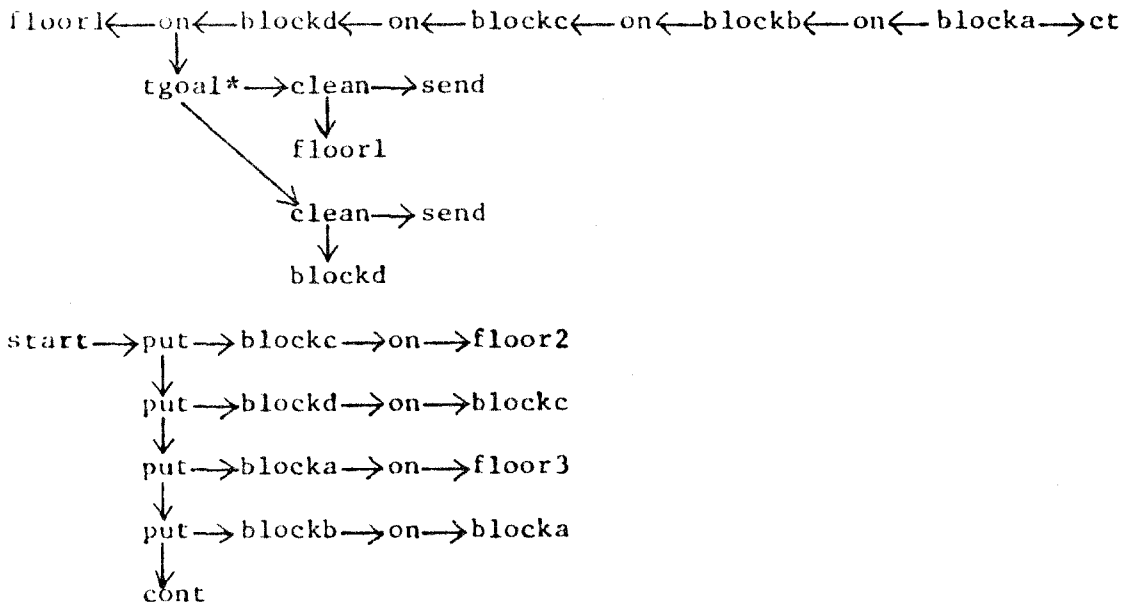 floor1←on←blockd←on←blockc←on←blockb←on←blocka→ct
tgoal*→clean→send
floor1
clean→send
blockd
start→put→blockc→on→floor2
put→blockd→on→blockc
put→blocka→on→floor3
put→blockb→on→blocka
cont